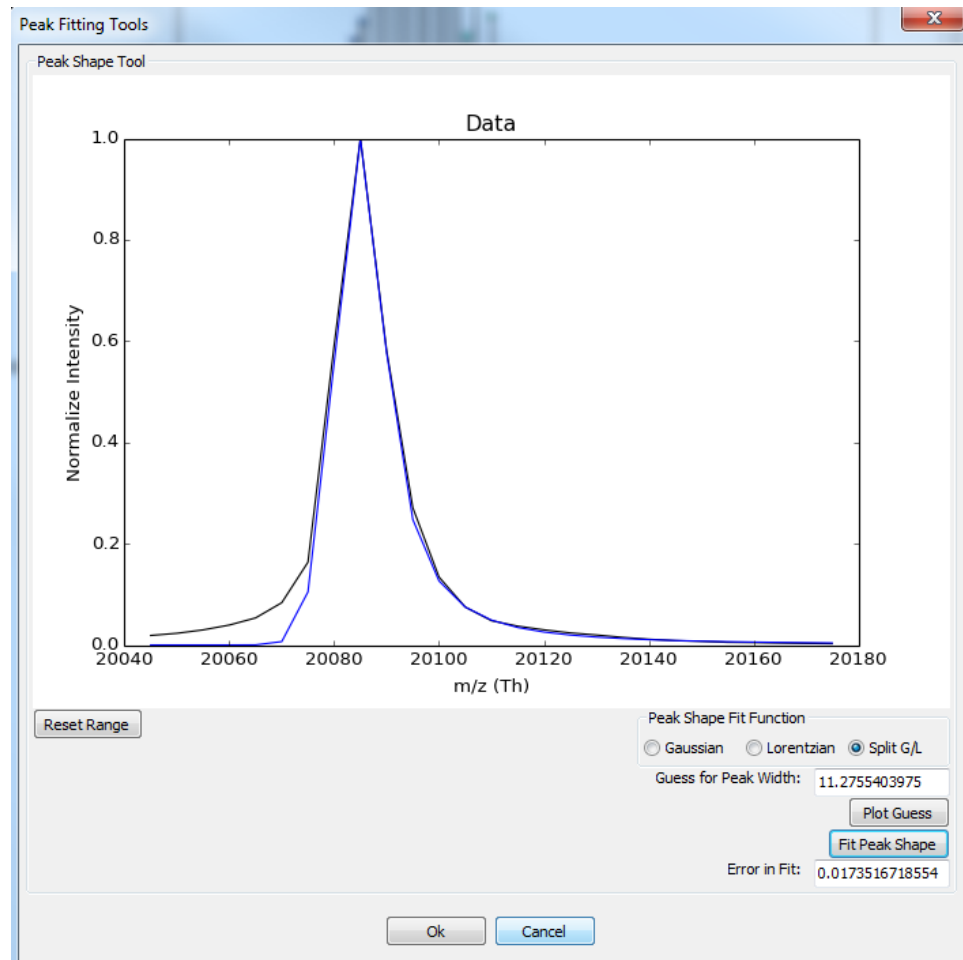 Peak Fitting Tools
Peak Shape Tool
Data
1.0
0.8
0.6
0.4
0.2
0.0
Normalize Intensity
20040 20060 20080 20100 20120 20140 20160 20180
m/z (Th)
Reset Range
Peak Shape Fit Function
Gaussian Lorentzian Split G/L
Guess for Peak Width: 11.2755403975
Plot Guess
Fit Peak Shape
Error in Fit: 0.0173516718554
Ok Cancel